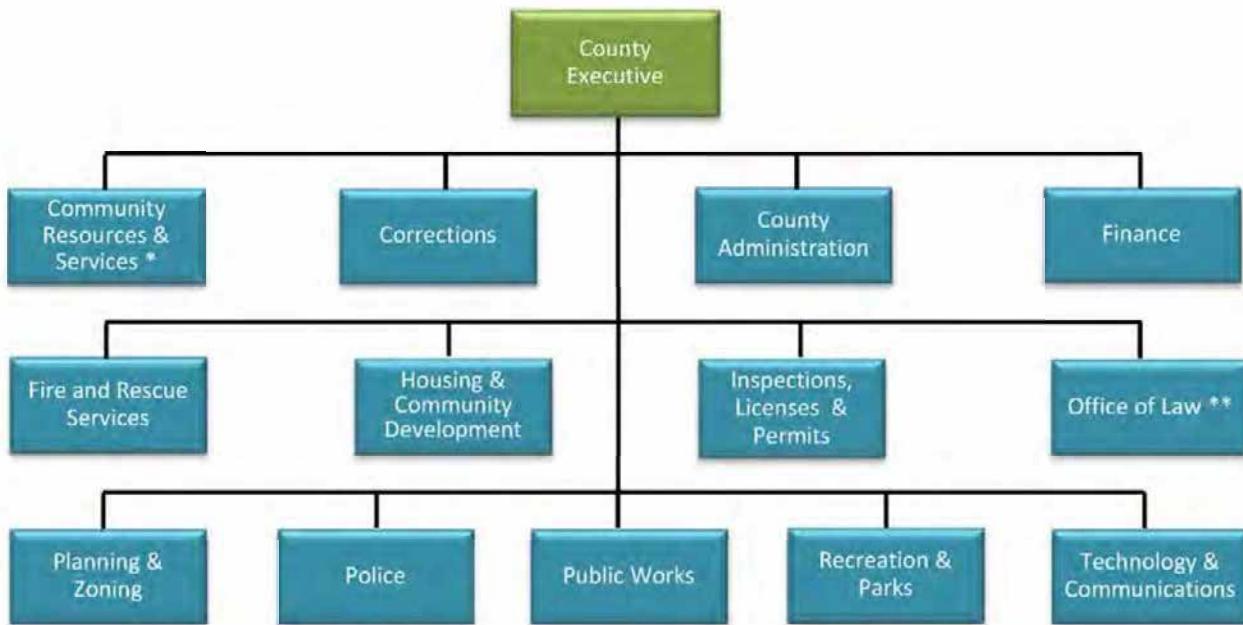 County
Executive
Community
Resources &
Services *
Corrections
County
Administration
Finance
Fire and Rescue
Services
Housing &
Community
Development
Inspections,
Licenses &
Permits
Office of Law **
Planning &
Zoning
Police
Public Works
Recreation &
Parks
Technology &
Communications